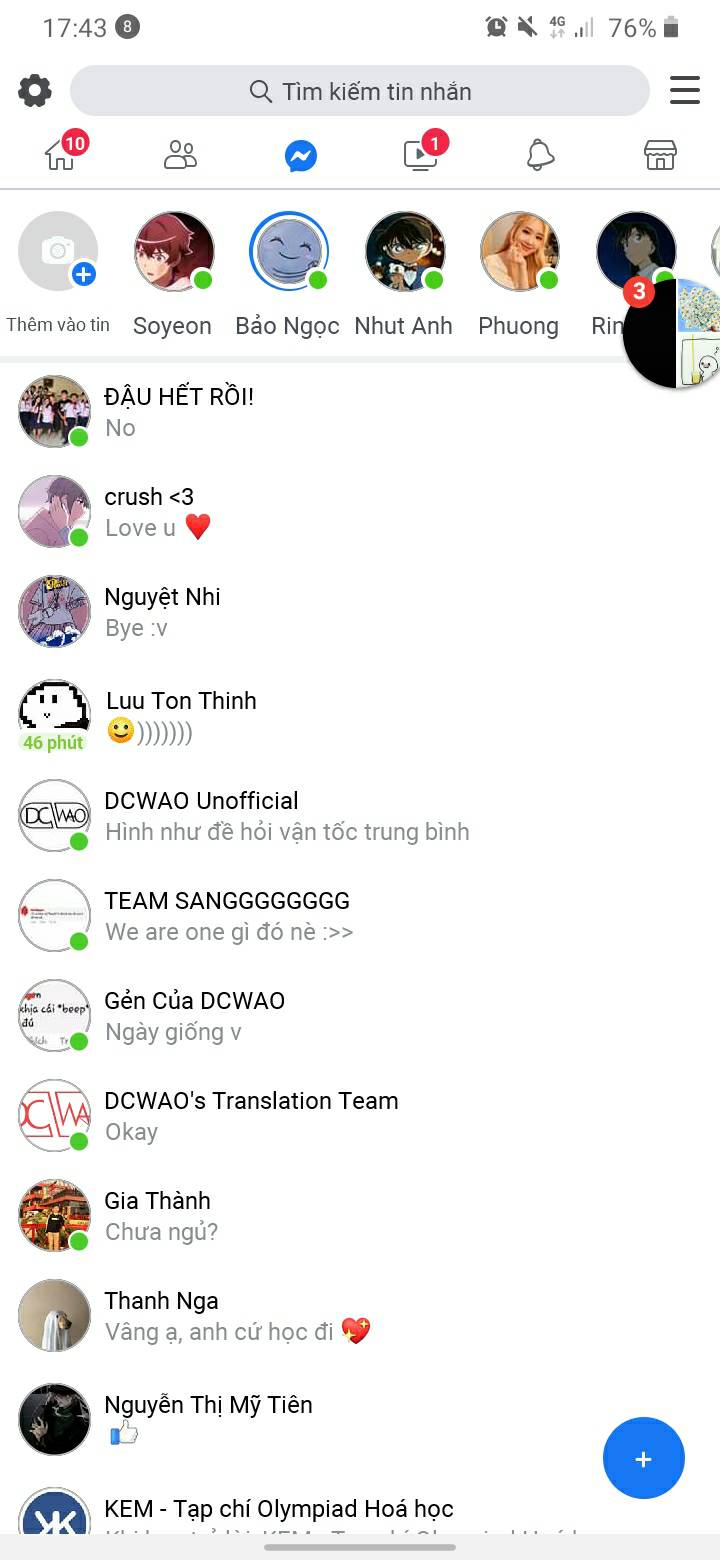 17:43 8 4G 76%
Tìm kiếm tin nhắn
10 1
Thêm vào tin Soyeon Bảo Ngọc Nhut Anh Phuong Rin
3
ĐẬU HẾT RỒI!
No
crush <3
Love u ❤️
Nguyệt Nhi
Bye :v
Luu Ton Thinh
🙂)))))))
46 phút
DCWAO Unofficial
Hình như đề hỏi vận tốc trung bình
TEAM SANGGGGGGGG
We are one gì đó nè :>>
Gẻn Của DCWAO
Ngày giống v
khịa cái *beep*
đú
DCWAO's Translation Team
Okay
Gia Thành
Chưa ngủ?
Thanh Nga
Vâng ạ, anh cứ học đi 💖
Nguyễn Thị Mỹ Tiên
👍
KEM - Tạp chí Olympiad Hoá học